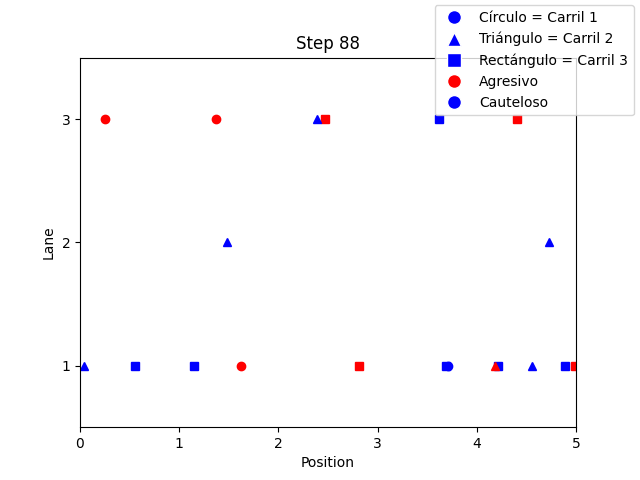 Step 88
Círculo = Carril 1
Triángulo = Carril 2
Rectángulo = Carril 3
Agresivo
Cauteloso
3
2
1
Lane
0 1 2 3 4 5
Position